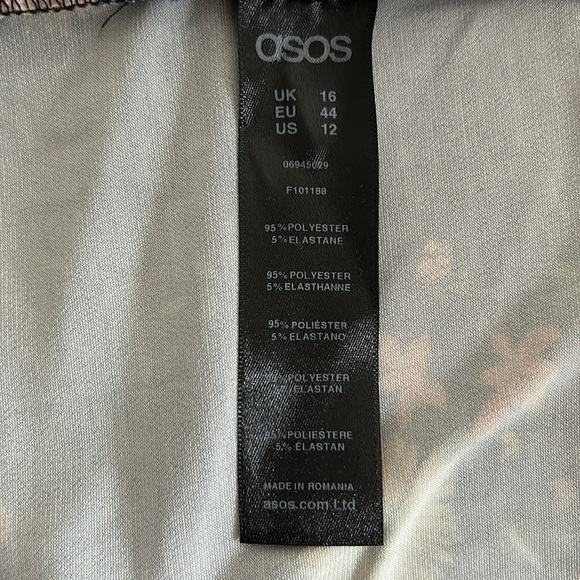 asos
UK 16
EU 44
US 12
06945029
F101188
95% POLYESTER
5% ELASTANE
95% POLYESTER
5% ELASTHANNE
95% POLIÉSTER
5% ELASTANO
POLYESTER
ELASTAN
POLIESTERE
5% ELASTAN
MADE IN ROMANIA
asos.com Ltd